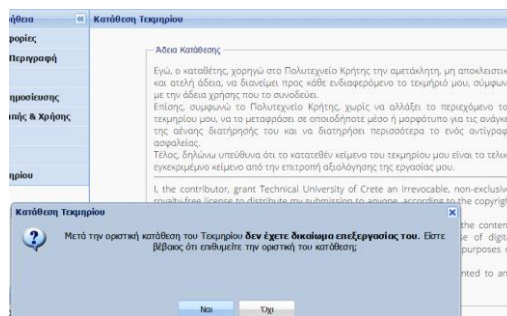 ήθεια
Κατάθεση Τεκμηρίου
φορίες
Περιγραφή
ημοσίευσης
πής & Χρήσης
ηρίου
Άδεια Κατάθεσης
Εγώ, ο καταθέτης, χορηγώ στο Πολυτεχνείο Κρήτης την αμετάκλητη, μη αποκλειστικ
και ατελή άδεια, να διανείμει προς κάθε ενδιαφερόμενο το τεκμήριό μου, σύμφων
με την άδεια χρήσης που το συνοδεύει.
Επίσης, συμφωνώ το Πολυτεχνείο Κρήτης, χωρίς να αλλάξει το περιεχόμενο το
τεκμηρίου μου, να το μεταφράσει σε οποιοδήποτε μέσο ή μορφότυπο για τις ανάγκε
της αέναης διατήρησής του και να διατηρήσει περισσότερα το ενός αντίγραφ
ασφαλείας.
Τέλος, δηλώνω υπεύθυνα ότι το κατατεθέν κείμενο του τεκμηρίου μου είναι το τελικ
εγκεκριμένο κείμενο από την επιτροπή αξιολόγησης της εργασίας μου.
I, the contributor, grant Technical University of Crete an irrevocable, non-exclusive
royalty-free license to distribute my submission to anyone, according to the copyrigh
the conten
se of digit
purposes o
nted to an
Κατάθεση Τεκμηρίου
Μετά την οριστική κατάθεση του Τεκμηρίου δεν έχετε δικαίωμα επεξεργασίας του. Είστε
βέβαιος ότι επιθυμείτε την οριστική του κατάθεση;
Ναι
Όχι